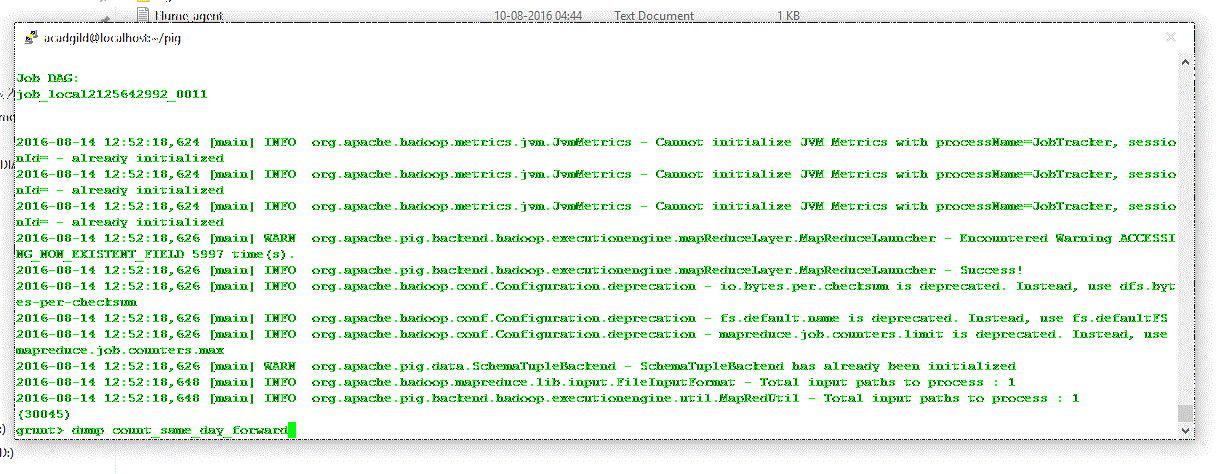 Flume_agent 10-08-2016 04:44 Text Document 1 KB
acadgild@localhost:~/pig
Job DAG:
job_local2125642992_0011
2016-08-14 12:52:18,624 [main] INFO  org.apache.hadoop.metrics.jvm.JvmMetrics - Cannot initialize JVM Metrics with processName=JobTracker, sessio
nId= - already initialized
2016-08-14 12:52:18,624 [main] INFO  org.apache.hadoop.metrics.jvm.JvmMetrics - Cannot initialize JVM Metrics with processName=JobTracker, sessio
nId= - already initialized
2016-08-14 12:52:18,624 [main] INFO  org.apache.hadoop.metrics.jvm.JvmMetrics - Cannot initialize JVM Metrics with processName=JobTracker, sessio
nId= - already initialized
2016-08-14 12:52:18,626 [main] WARN  org.apache.pig.backend.hadoop.executionengine.mapReduceLayer.MapReduceLauncher - Encountered Warning ACCESSI
NG_NON_EXISTENT_FIELD 5997 time(s).
2016-08-14 12:52:18,626 [main] INFO  org.apache.pig.backend.hadoop.executionengine.mapReduceLayer.MapReduceLauncher - Success!
2016-08-14 12:52:18,626 [main] INFO  org.apache.hadoop.conf.Configuration.deprecation - io.bytes.per.checksum is deprecated. Instead, use dfs.byt
es-per-checksum
2016-08-14 12:52:18,626 [main] INFO  org.apache.hadoop.conf.Configuration.deprecation - fs.default.name is deprecated. Instead, use fs.defaultFS
2016-08-14 12:52:18,626 [main] INFO  org.apache.hadoop.conf.Configuration.deprecation - mapreduce.job.counters.limit is deprecated. Instead, use
mapreduce.job.counters.max
2016-08-14 12:52:18,626 [main] WARN  org.apache.pig.data.SchemaTupleBackend - SchemaTupleBackend has already been initialized
2016-08-14 12:52:18,648 [main] INFO  org.apache.hadoop.mapreduce.lib.input.FileInputFormat - Total input paths to process : 1
2016-08-14 12:52:18,648 [main] INFO  org.apache.pig.backend.hadoop.executionengine.util.MapRedUtil - Total input paths to process : 1
(30045)
grunt> dump count_same_day_forward